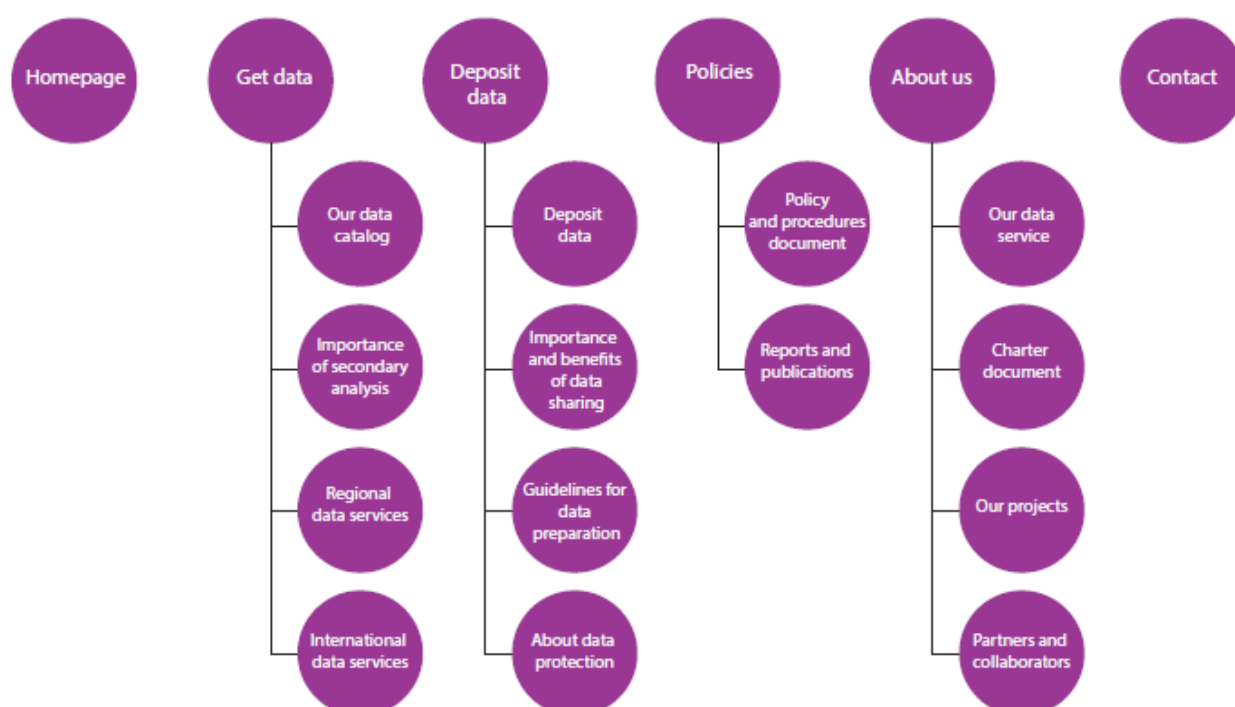 Homepage
Get data
Deposit
data
Policies
About us
Contact
Our data
catalog
Importance
of secondary
analysis
Regional
data services
International
data services
Deposit
data
Importance
and benefits
of data
sharing
Guidelines for
data
preparation
About data
protection
Policy
and procedures
document
Reports and
publications
Our data
service
Charter
document
Our projects
Partners and
collaborators